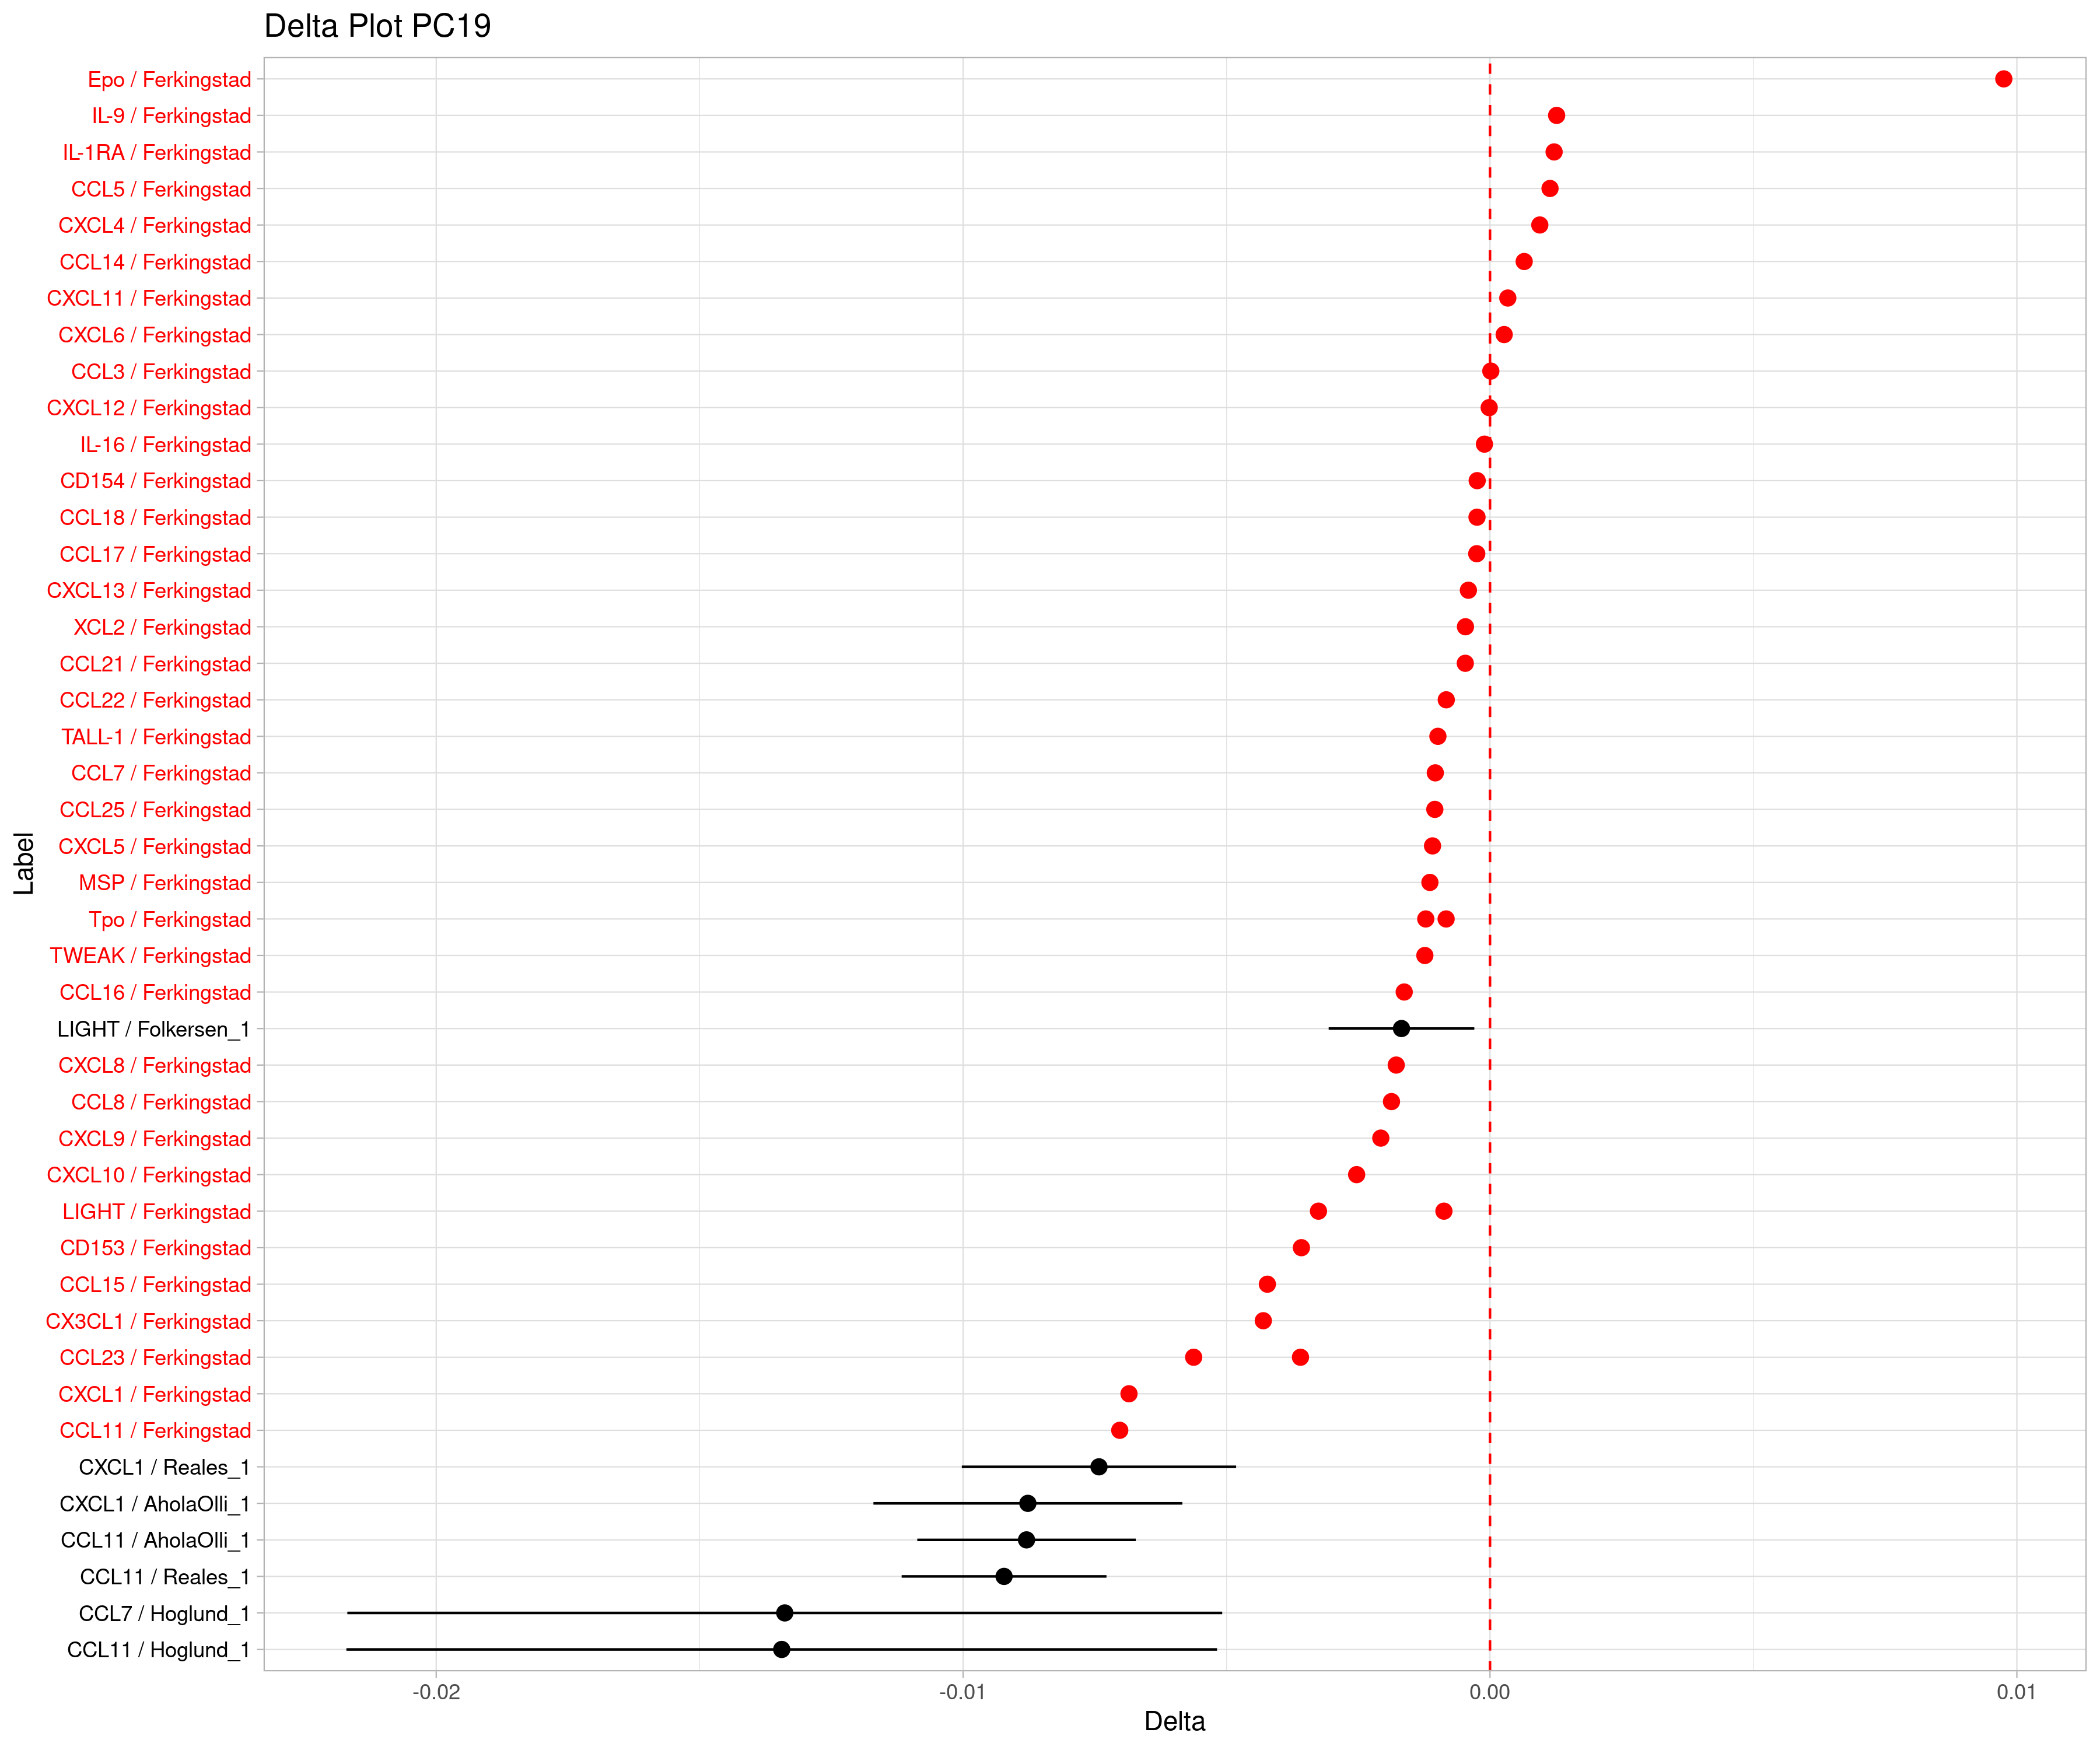 Delta Plot PC19
Epo / Ferkingstad
IL-9 / Ferkingstad
IL-1RA / Ferkingstad
CCL5 / Ferkingstad
CXCL4 / Ferkingstad
CCL14 / Ferkingstad
CXCL11 / Ferkingstad
CXCL6 / Ferkingstad
CCL3 / Ferkingstad
CXCL12 / Ferkingstad
IL-16 / Ferkingstad
CD154 / Ferkingstad
CCL18 / Ferkingstad
CCL17 / Ferkingstad
CXCL13 / Ferkingstad
XCL2 / Ferkingstad
CCL21 / Ferkingstad
CCL22 / Ferkingstad
TALL-1 / Ferkingstad
CCL7 / Ferkingstad
CCL25 / Ferkingstad
CXCL5 / Ferkingstad
MSP / Ferkingstad
Tpo / Ferkingstad
TWEAK / Ferkingstad
CCL16 / Ferkingstad
LIGHT / Folkersen_1
CXCL8 / Ferkingstad
CCL8 / Ferkingstad
CXCL9 / Ferkingstad
CXCL10 / Ferkingstad
LIGHT / Ferkingstad
CD153 / Ferkingstad
CCL15 / Ferkingstad
CX3CL1 / Ferkingstad
CCL23 / Ferkingstad
CXCL1 / Ferkingstad
CCL11 / Ferkingstad
CXCL1 / Reales_1
CXCL1 / AholaOlli_1
CCL11 / AholaOlli_1
CCL11 / Reales_1
CCL7 / Hoglund_1
CCL11 / Hoglund_1
Label
-0.02 -0.01 0.00 0.01
Delta